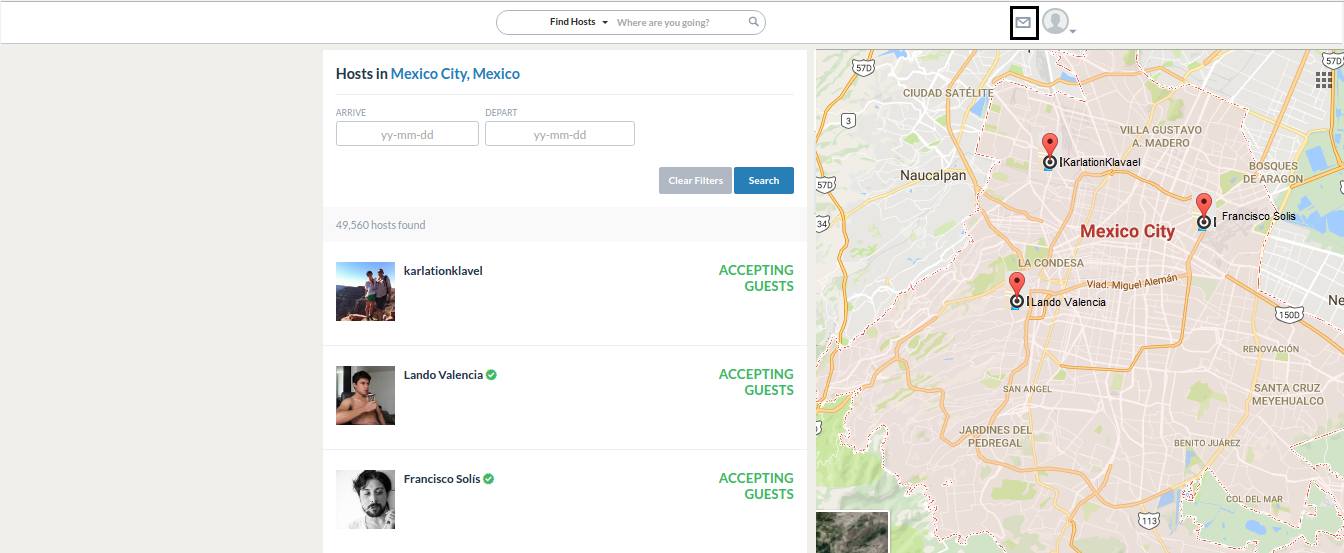 Find Hosts Where are you going?
Hosts in Mexico City, Mexico
ARRIVE DEPART
yy-mm-dd yy-mm-dd
Clear Filters Search
49,560 hosts found
karlationklavel ACCEPTING
GUESTS
Lando Valencia ACCEPTING
GUESTS
Francisco Solís ACCEPTING
GUESTS
57D
57D
CIUDAD SATÉLITE
3
VILLA GUSTAVO
A. MADERO
KarlationKlavael
BOSQUES
DE ARAGON
Naucalpan
57D
Francisco Solis
34
Mexico City
LA CONDESA
Viad. Miguel Alemán
Lando Valencia
Ne
150D
RENOVACIÓN
SAN ANGEL
SANTA CRUZ
MEYEHUALCO
JARDINES DEL
PEDREGAL
BENITO JUÁREZ
COL DEL MAR
113